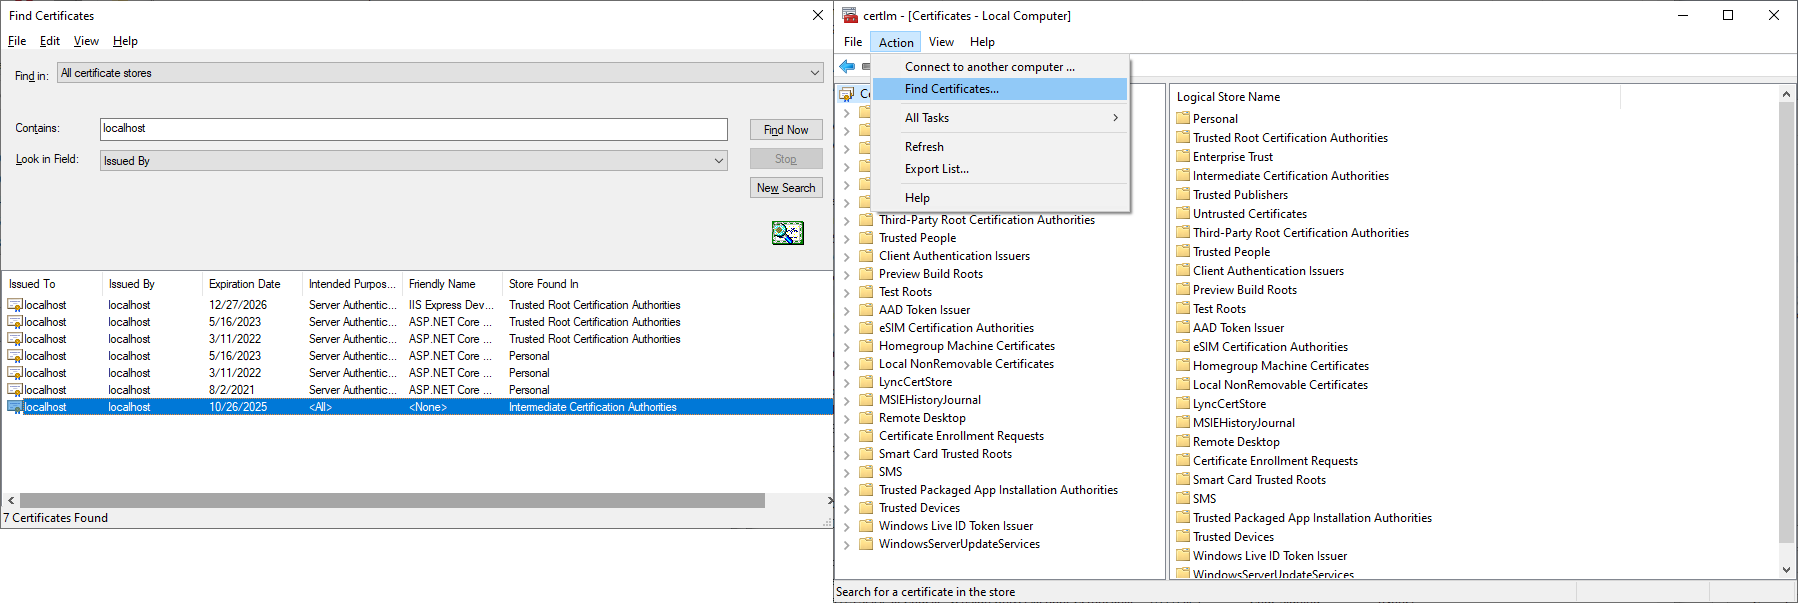 Find Certificates
File Edit View Help
Find in: All certificate stores
Contains: localhost
Find Now
Look in Field: Issued By
Stop
New Search
Issued To Issued By Expiration Date Intended Purpos... Friendly Name Store Found In
localhost localhost 12/27/2026 Server Authentic... IIS Express Dev... Trusted Root Certification Authorities
localhost localhost 5/16/2023 Server Authentic... ASP.NET Core ... Trusted Root Certification Authorities
localhost localhost 3/11/2022 Server Authentic... ASP.NET Core ... Trusted Root Certification Authorities
localhost localhost 5/16/2023 Server Authentic... ASP.NET Core ... Personal
localhost localhost 3/11/2022 Server Authentic... ASP.NET Core ... Personal
localhost localhost 8/2/2021 Server Authentic... ASP.NET Core ... Personal
localhost localhost 10/26/2025 <All> <None> Intermediate Certification Authorities
7 Certificates Found
certlm - [Certificates - Local Computer]
File Action View Help
Connect to another computer ...
Find Certificates...
All Tasks
Refresh
Export List...
Help
Third-Party Root Certification Authorities
Trusted People
Client Authentication Issuers
Preview Build Roots
Test Roots
AAD Token Issuer
eSIM Certification Authorities
Homegroup Machine Certificates
Local NonRemovable Certificates
LyncCertStore
MSIEHistoryJournal
Remote Desktop
Certificate Enrollment Requests
Smart Card Trusted Roots
SMS
Trusted Packaged App Installation Authorities
Trusted Devices
Windows Live ID Token Issuer
WindowsServerUpdateServices
Logical Store Name
Personal
Trusted Root Certification Authorities
Enterprise Trust
Intermediate Certification Authorities
Trusted Publishers
Untrusted Certificates
Third-Party Root Certification Authorities
Trusted People
Client Authentication Issuers
Preview Build Roots
Test Roots
AAD Token Issuer
eSIM Certification Authorities
Homegroup Machine Certificates
Local NonRemovable Certificates
LyncCertStore
MSIEHistoryJournal
Remote Desktop
Certificate Enrollment Requests
Smart Card Trusted Roots
SMS
Trusted Packaged App Installation Authorities
Trusted Devices
Windows Live ID Token Issuer
WindowsServerUpdateServices
Search for a certificate in the store